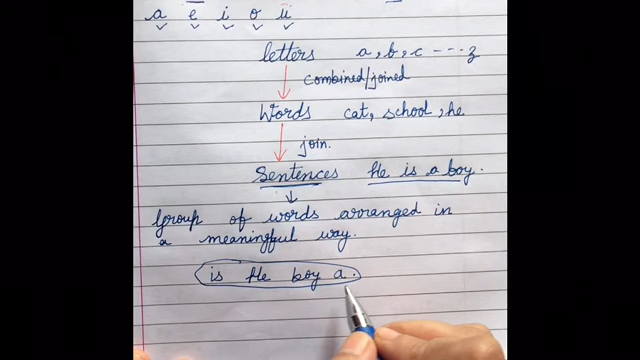 a e i o u
letters a, b, c ---- z
combined/joined
Words cat, school, he
join.
Sentences He is a boy.
Group of words arranged in
a meaningful way.
is He boy a.